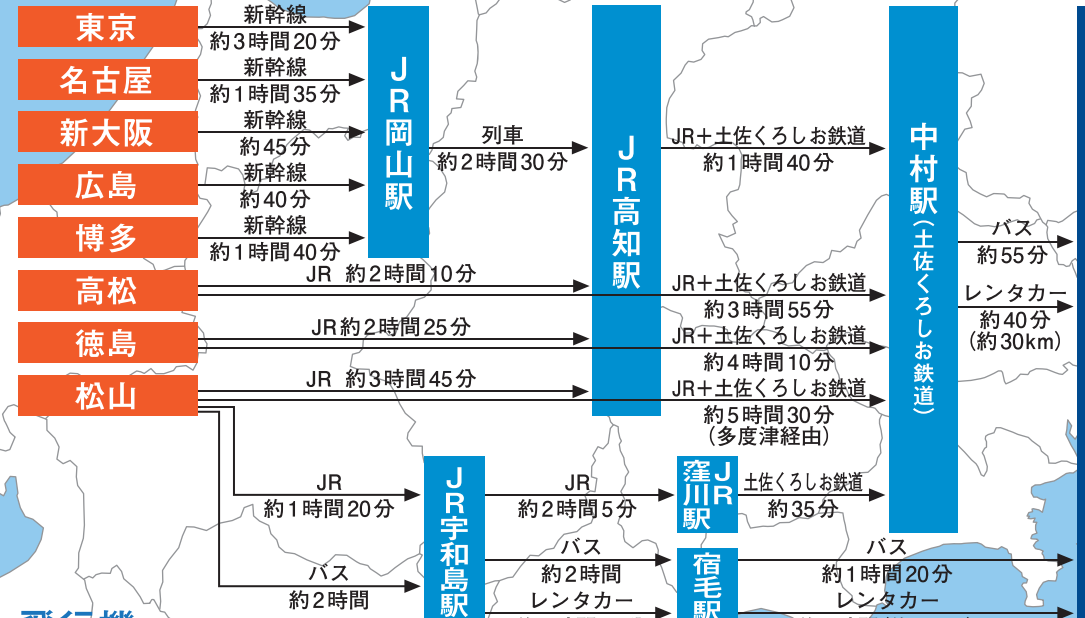 東京
新幹線
約3時間20分
名古屋
新幹線
約1時間35分
新大阪
新幹線
約45分
広島
新幹線
約40分
博多
新幹線
約1時間40分
JR岡山駅
列車
約2時間30分
JR高知駅
JR＋土佐くろしお鉄道
約1時間40分
中村駅（土佐くろしお鉄道）
バス
約55分
レンタカー
約40分
（約30km）
高松
JR 約2時間10分
JR＋土佐くろしお鉄道
約3時間55分
徳島
JR約2時間25分
JR＋土佐くろしお鉄道
約4時間10分
松山
JR 約3時間45分
JR＋土佐くろしお鉄道
約5時間30分
（多度津経由）
JR
約1時間20分
バス
約2時間
JR宇和島駅
JR
約2時間5分
JR窪川駅
土佐くろしお鉄道
約35分
バス
約2時間
レンタカー
宿毛駅
バス
約1時間20分
レンタカー